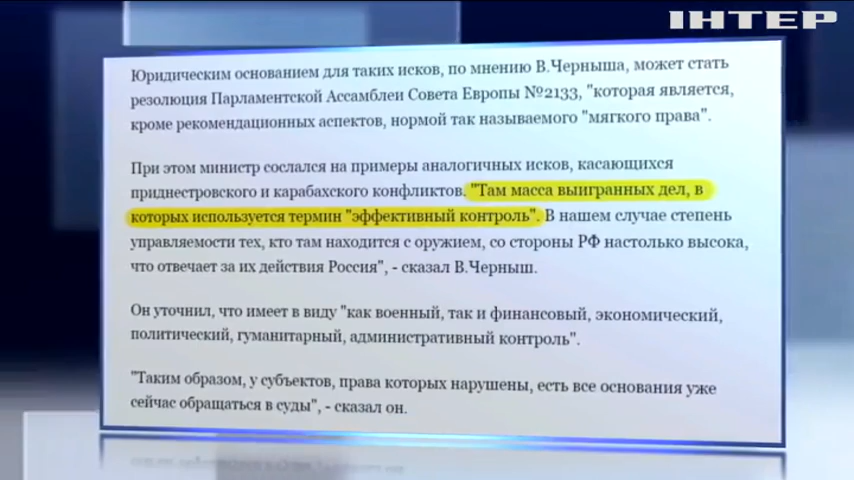 ІНТЕР
Юридическим основанием для таких исков, по мнению В.Черныша, может стать
резолюция Парламентской Ассамблеи Совета Европы №2133, "которая является,
кроме рекомендационных аспектов, нормой так называемого "мягкого права".
При этом министр сослался на примеры аналогичных исков, касающихся
приднестровского и карабахского конфликтов. "Там масса выигранных дел, в
которых используется термин "эффективный контроль". В нашем случае степень
управляемости тех, кто там находится с оружием, со стороны РФ настолько высока,
что отвечает за их действия Россия", - сказал В.Черныш.
Он уточнил, что имеет в виду "как военный, так и финансовый, экономический,
политический, гуманитарный, административный контроль".
"Таким образом, у субъектов, права которых нарушены, есть все основания уже
сейчас обращаться в суды", - сказал он.